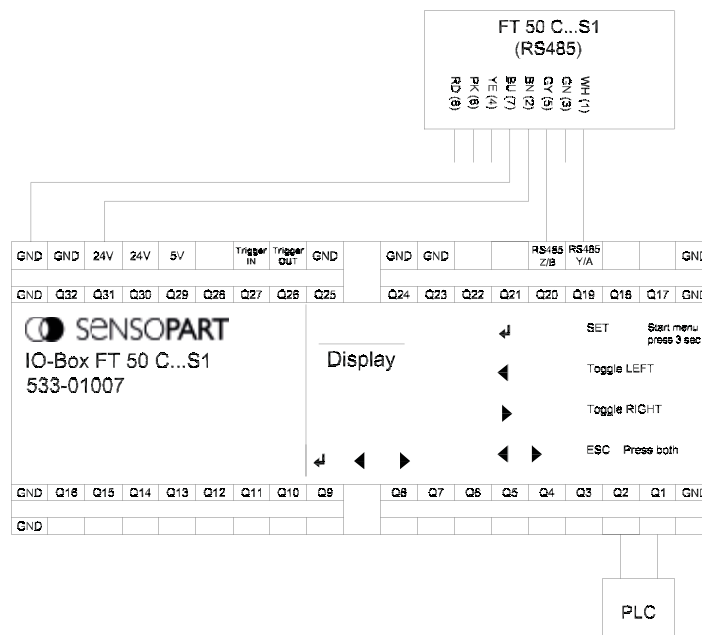 FT 50 C...S1
(RS485)
RD (8) PK (6) YE (4) BU (7) BN (2) GY (5) GN (3) WH (1)
GND GND 24V 24V 5V Trigger IN Trigger OUT GND GND GND RS485 Z/B RS485 Y/A GND
GND Q32 Q31 Q30 Q29 Q28 Q27 Q26 Q25 Q24 Q23 Q22 Q21 Q20 Q19 Q18 Q17 GND
SENSOPART
IO-Box FT 50 C...S1
533-01007
Display
SET Start menu
press 3 sec
Toggle LEFT
Toggle RIGHT
ESC Press both
GND Q16 Q15 Q14 Q13 Q12 Q11 Q10 Q9 Q8 Q7 Q6 Q5 Q4 Q3 Q2 Q1 GND
GND
PLC